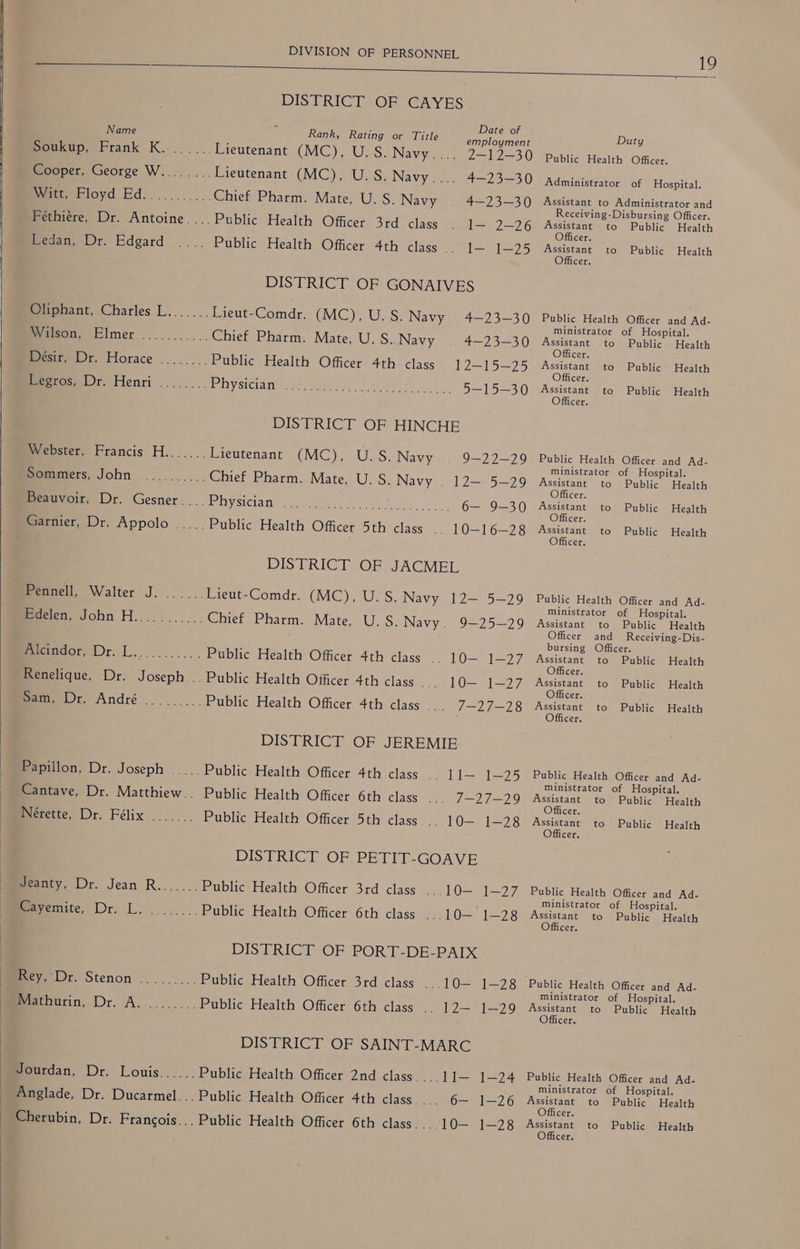 DIVISION OF PERSONNEL
19
DISTRICT OF CAYES
Name Rank, Rating or Title Date of employment Duty
Soukup, Frank K. ...... Lieutenant (MC), U. S. Navy.... 2—12—30 Public Health Officer.
Cooper, George W........ Lieutenant (MC), U. S. Navy.... 4—23—30 Administrator of Hospital.
Witt, Floyd Ed........... Chief Pharm. Mate, U. S. Navy . 4—23—30 Assistant to Administrator and
Receiving-Disbursing Officer.
Féthière, Dr. Antoine.... Public Health Officer 3rd class . 1— 2—26 Assistant to Public Health
Officer.
Ledan, Dr. Edgard ..... Public Health Officer 4th class .. 1— 1—25 Assistant to Public Health
Officer.
DISTRICT OF GONAIVES
Oliphant, Charles L....... Lieut-Comdr. (MC), U. S. Navy 4—23—30 Public Health Officer and Ad-
ministrator of Hospital.
Wilson, Elmer ........... Chief Pharm. Mate, U. S. Navy . 4—23—30 Assistant to Public Health
Officer.
Désir, Dr. Horace ........ Public Health Officer 4th class 12—15—25 Assistant to Public Health
Officer.
Legros, Dr. Henri ........ Physician ........................ 5—15—30 Assistant to Public Health
Officer.
DISTRICT OF HINCHE
Webster, Francis H....... Lieutenant (MC), U. S. Navy .. 9—22—29 Public Health Officer and Ad-
ministrator of Hospital.
Sommers, John ........... Chief Pharm. Mate, U. S. Navy . 12— 5—29 Assistant to Public Health
Officer.
Beauvoir, Dr. Gesner.... Physician ........................ 6— 9—30 Assistant to Public Health
Officer.
Garnier, Dr. Appolo ..... Public Health Officer 5th class .. 10—16—28 Assistant to Public Health
Officer.
DISTRICT OF JACMEL
Pennell, Walter J. ...... Lieut-Comdr. (MC), U. S. Navy 12— 5—29 Public Health Officer and Ad-
ministrator of Hospital.
Edelen, John H........... Chief Pharm. Mate, U. S. Navy. 9—25—29 Assistant to Public Health
Officer and Receiving-Dis-
bursing Officer.
Alcindor, Dr. L........... Public Health Officer 4th class .. 10— 1—27 Assistant to Public Health
Officer.
Renelique, Dr. Joseph .. Public Health Officer 4th class ... 10— 1—27 Assistant to Public Health
Officer.
Sam, Dr. André ......... Public Health Officer 4th class ... 7—27—28 Assistant to Public Health
Officer.
DISTRICT OF JEREMIE
Papillon, Dr. Joseph ..... Public Health Officer 4th class .. 11— 1—25 Public Health Officer and Ad-
ministrator of Hospital.
Cantave, Dr. Matthiew.. Public Health Officer 6th class ... 7—27—29 Assistant to Public Health
Officer.
Nérette, Dr. Félix ....... Public Health Officer 5th class ... 10— 1—28 Assistant to Public Health
Officer.
DISTRICT OF PETIT-GOAVE
Jeanty, Dr. Jean R....... Public Health Officer 3rd class ... 10— 1—27 Public Health Officer and Ad-
ministrator of Hospital.
Cayemite, Dr. L. ........ Public Health Officer 6th class ... 10— 1—28 Assistant to Public Health
Officer.
DISTRICT OF PORT-DE-PAIX
Rey, Dr. Stenon ......... Public Health Officer 3rd class ... 10— 1—28 Public Health Officer and Ad-
ministrator of Hospital.
Mathurin, Dr. A. ........ Public Health Officer 6th class .. 12— 1—29 Assistant to Public Health
Officer.
DISTRICT OF SAINT-MARC
Jourdan, Dr. Louis...... Public Health Officer 2nd class.... 11— 1—24 Public Health Officer and Ad-
ministrator of Hospital.
Anglade, Dr. Ducarmel... Public Health Officer 4th class.... 6— 1—26 Assistant to Public Health
Officer.
Cherubin, Dr. François... Public Health Officer 6th class.... 10— 1—28 Assistant to Public Health
Officer.